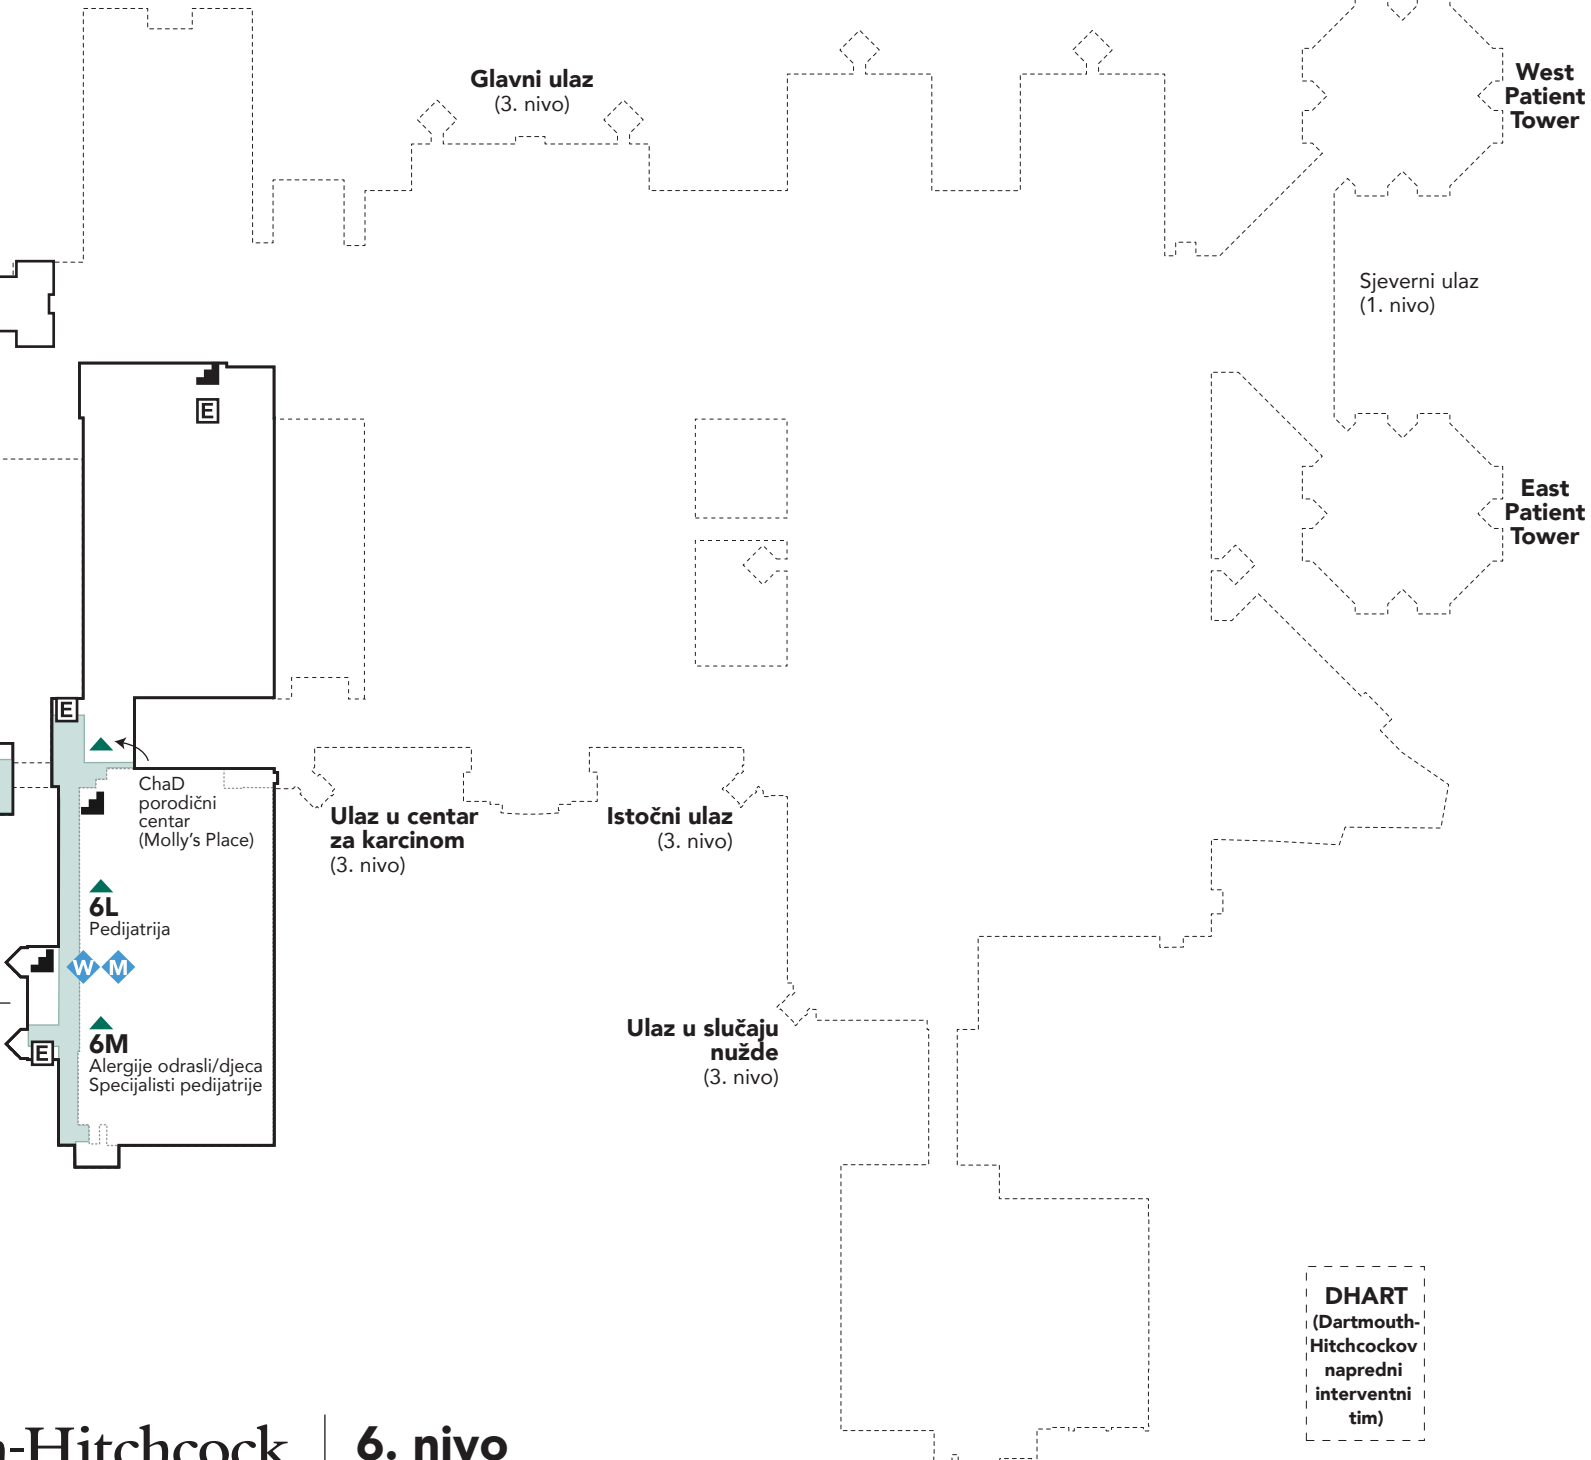 Glavni ulaz
(3. nivo)
West
Patient
Tower
Sjeverni ulaz
(1. nivo)
E
East
Patient
Tower
E
ChaD
porodični
centar
(Molly's Place)
Ulaz u centar
za karcinom
(3. nivo)
Istočni ulaz
(3. nivo)
6L
Pedijatrija
W M
6M
Alergije odrasli/djeca
Specijalisti pedijatrije
E
Ulaz u slučaju
nužde
(3. nivo)
DHART
(Dartmouth-
Hitchcockov
napredni
interventni
tim)
-Hitchcock
6. nivo